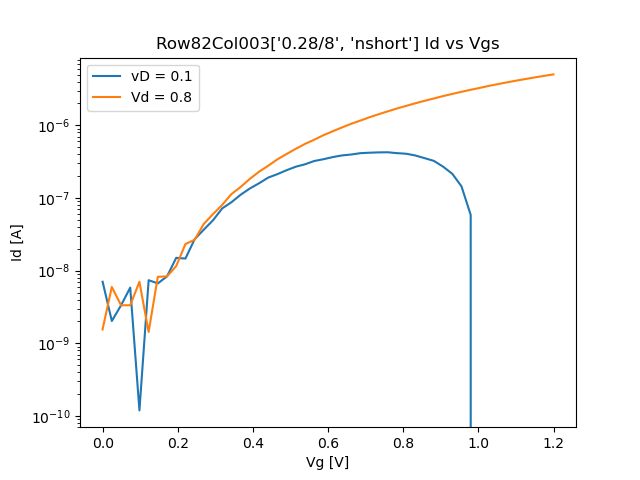 Row82Col003['0.28/8', 'nshort'] Id vs Vgs
vD = 0.1
Vd = 0.8
10⁻⁶
10⁻⁷
10⁻⁸
10⁻⁹
10⁻¹⁰
Id [A]
0.0 0.2 0.4 0.6 0.8 1.0 1.2
Vg [V]